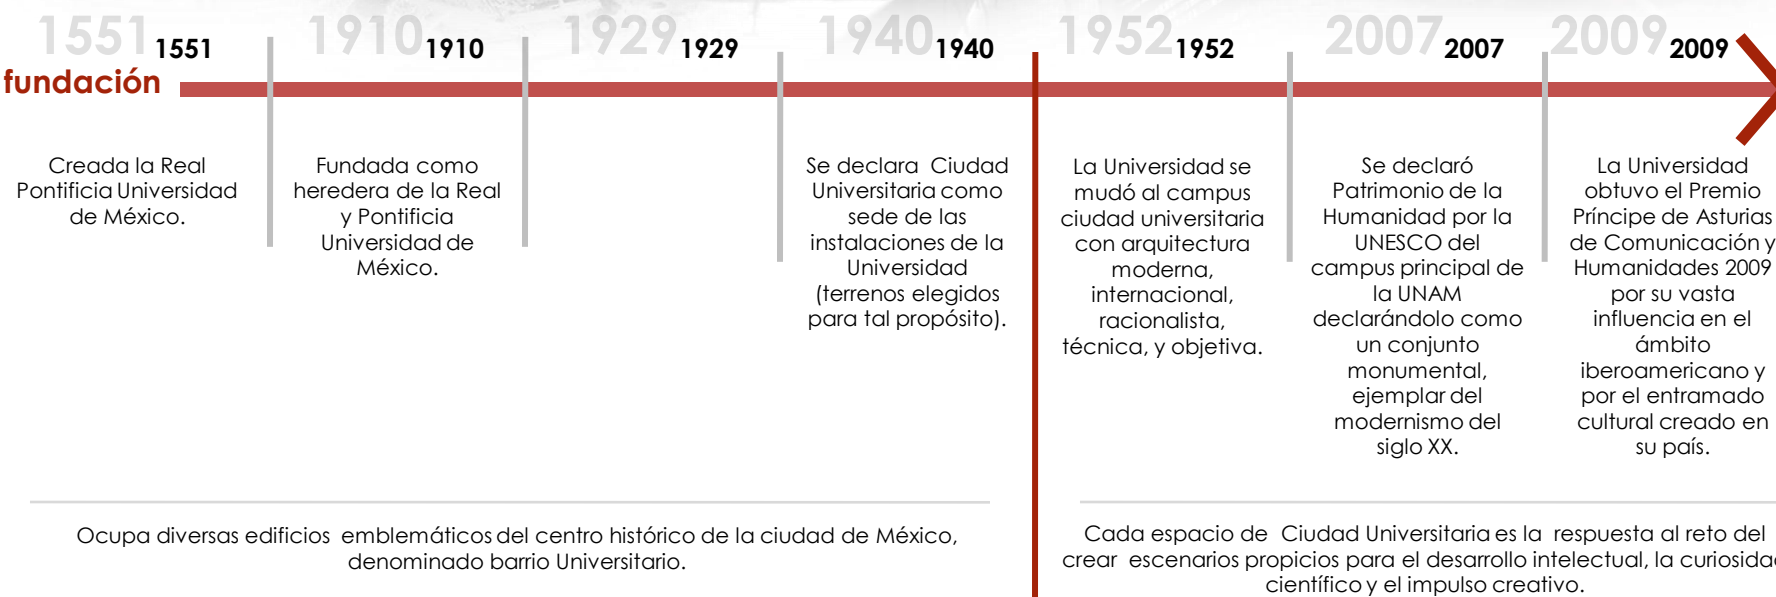 1551 1551
fundación
Creada la Real
Pontificia Universidad
de México.
1910 1910
Fundada como
heredera de la Real
y Pontificia
Universidad de
México.
1929 1929
1940 1940
Se declara Ciudad
Universitaria como
sede de las
instalaciones de la
Universidad
(terrenos elegidos
para tal propósito).
1952 1952
La Universidad se
mudó al campus
ciudad universitaria
con arquitectura
moderna,
internacional,
racionalista,
técnica, y objetiva.
2007 2007
Se declaró
Patrimonio de la
Humanidad por la
UNESCO del
campus principal de
la UNAM
declarándolo como
un conjunto
monumental,
ejemplar del
modernismo del
siglo XX.
2009 2009
La Universidad
obtuvo el Premio
Príncipe de Asturias
de Comunicación y
Humanidades 2009
por su vasta
influencia en el
ámbito
iberoamericano y
por el entramado
cultural creado en
su país.
Ocupa diversas edificios emblemáticos del centro histórico de la ciudad de México,
denominado barrio Universitario.
Cada espacio de Ciudad Universitaria es la respuesta al reto del
crear escenarios propicios para el desarrollo intelectual, la curiosidad
científico y el impulso creativo.